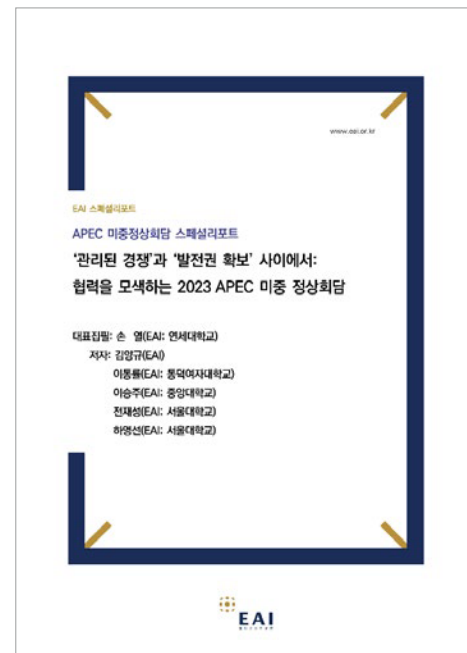 www.eai.or.kr
EAI 스페셜리포트
APEC 미중정상회담 스페셜리포트
‘관리된 경쟁’과 ‘발전권 확보’ 사이에서:
협력을 모색하는 2023 APEC 미중 정상회담
대표집필: 손 열(EAI; 연세대학교)
저자: 김양규(EAI)
이동률(EAI; 동덕여자대학교)
이승주(EAI; 중앙대학교)
전재성(EAI; 서울대학교)
하영선(EAI; 서울대학교)
EAI